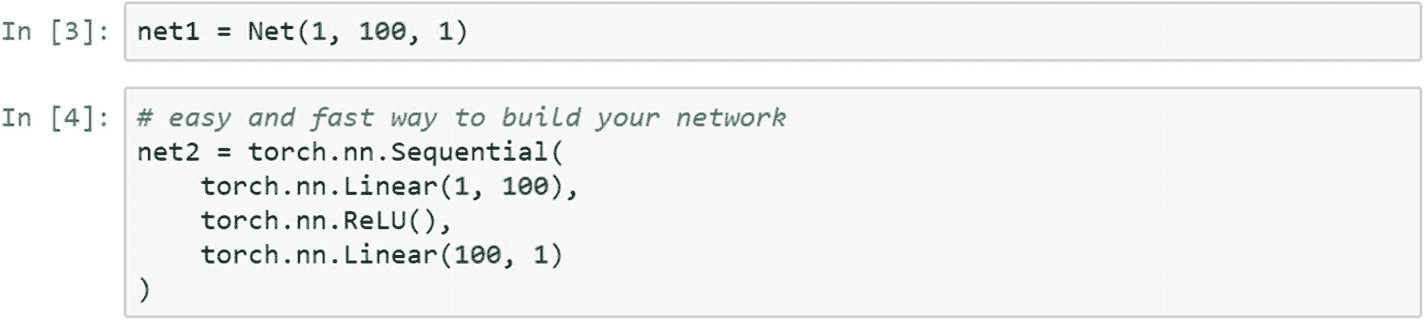 In [3]: net1 = Net(1, 100, 1)
In [4]: # easy and fast way to build your network
net2 = torch.nn.Sequential(
    torch.nn.Linear(1, 100),
    torch.nn.ReLU(),
    torch.nn.Linear(100, 1)
)